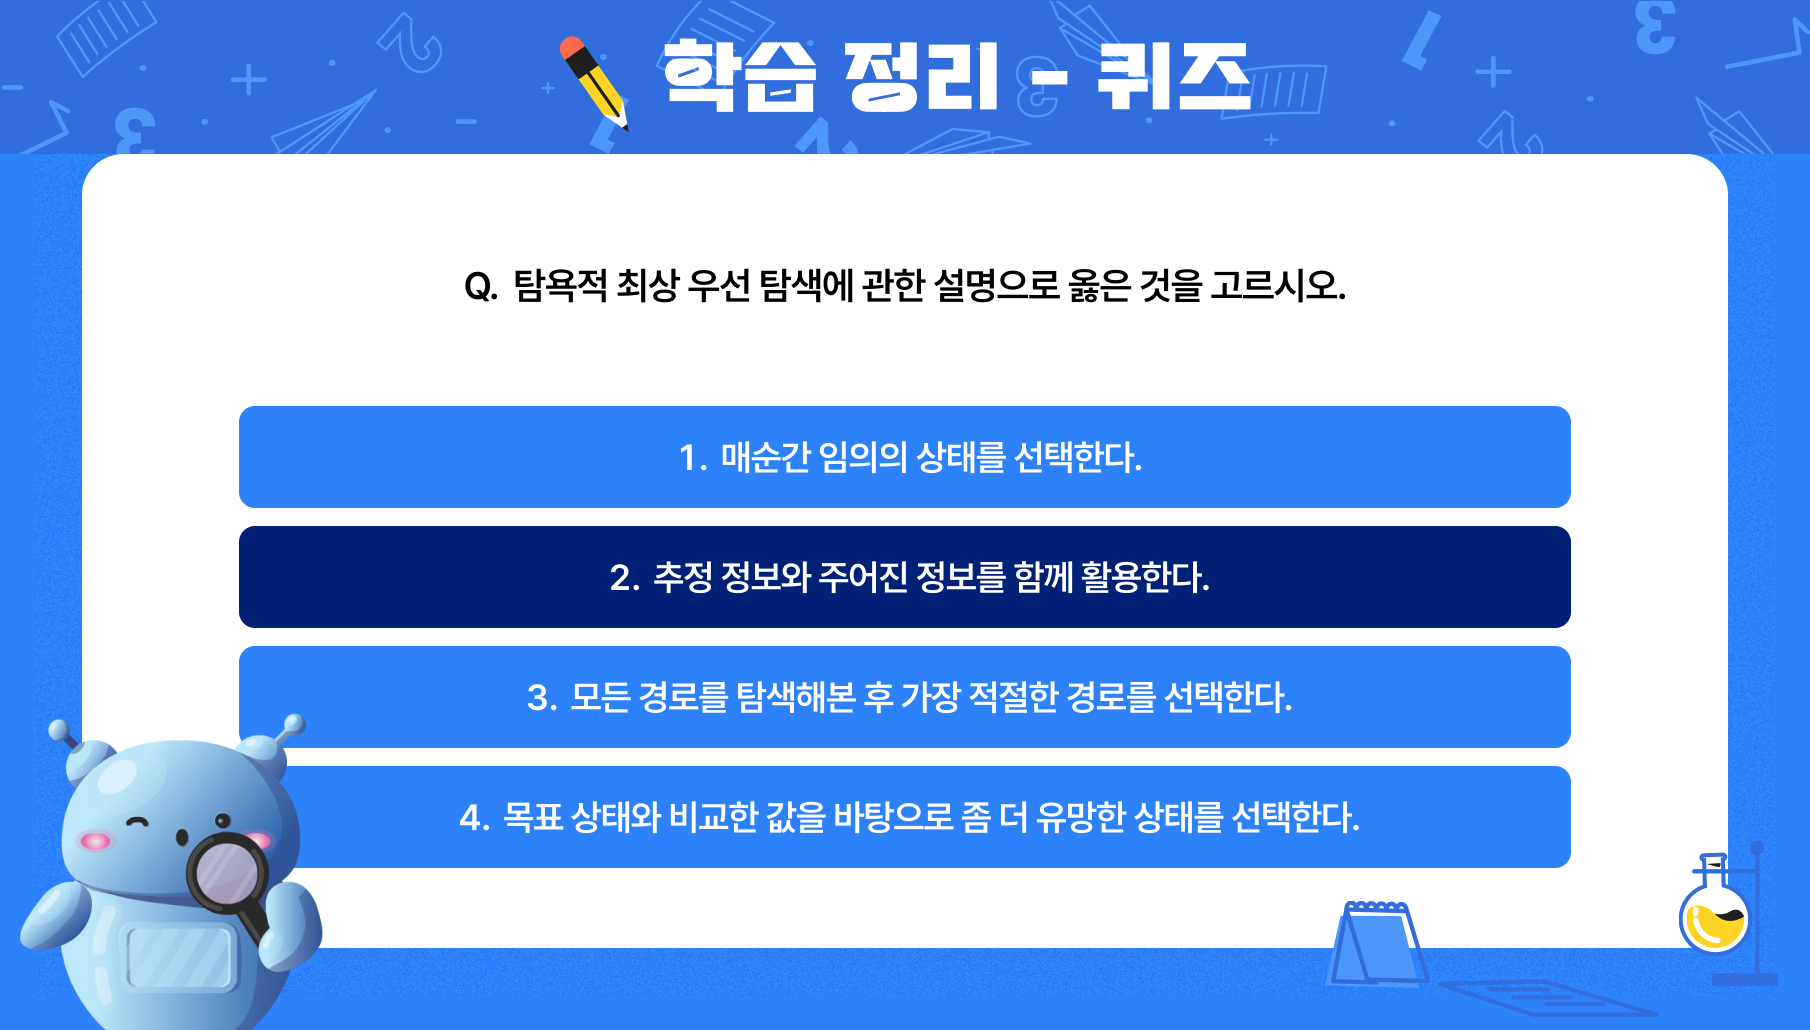 학습 정리 - 퀴즈
Q. 탐욕적 최상 우선 탐색에 관한 설명으로 옳은 것을 고르시오.
1. 매순간 임의의 상태를 선택한다.
2. 추정 정보와 주어진 정보를 함께 활용한다.
3. 모든 경로를 탐색해본 후 가장 적절한 경로를 선택한다.
4. 목표 상태와 비교한 값을 바탕으로 좀 더 유망한 상태를 선택한다.